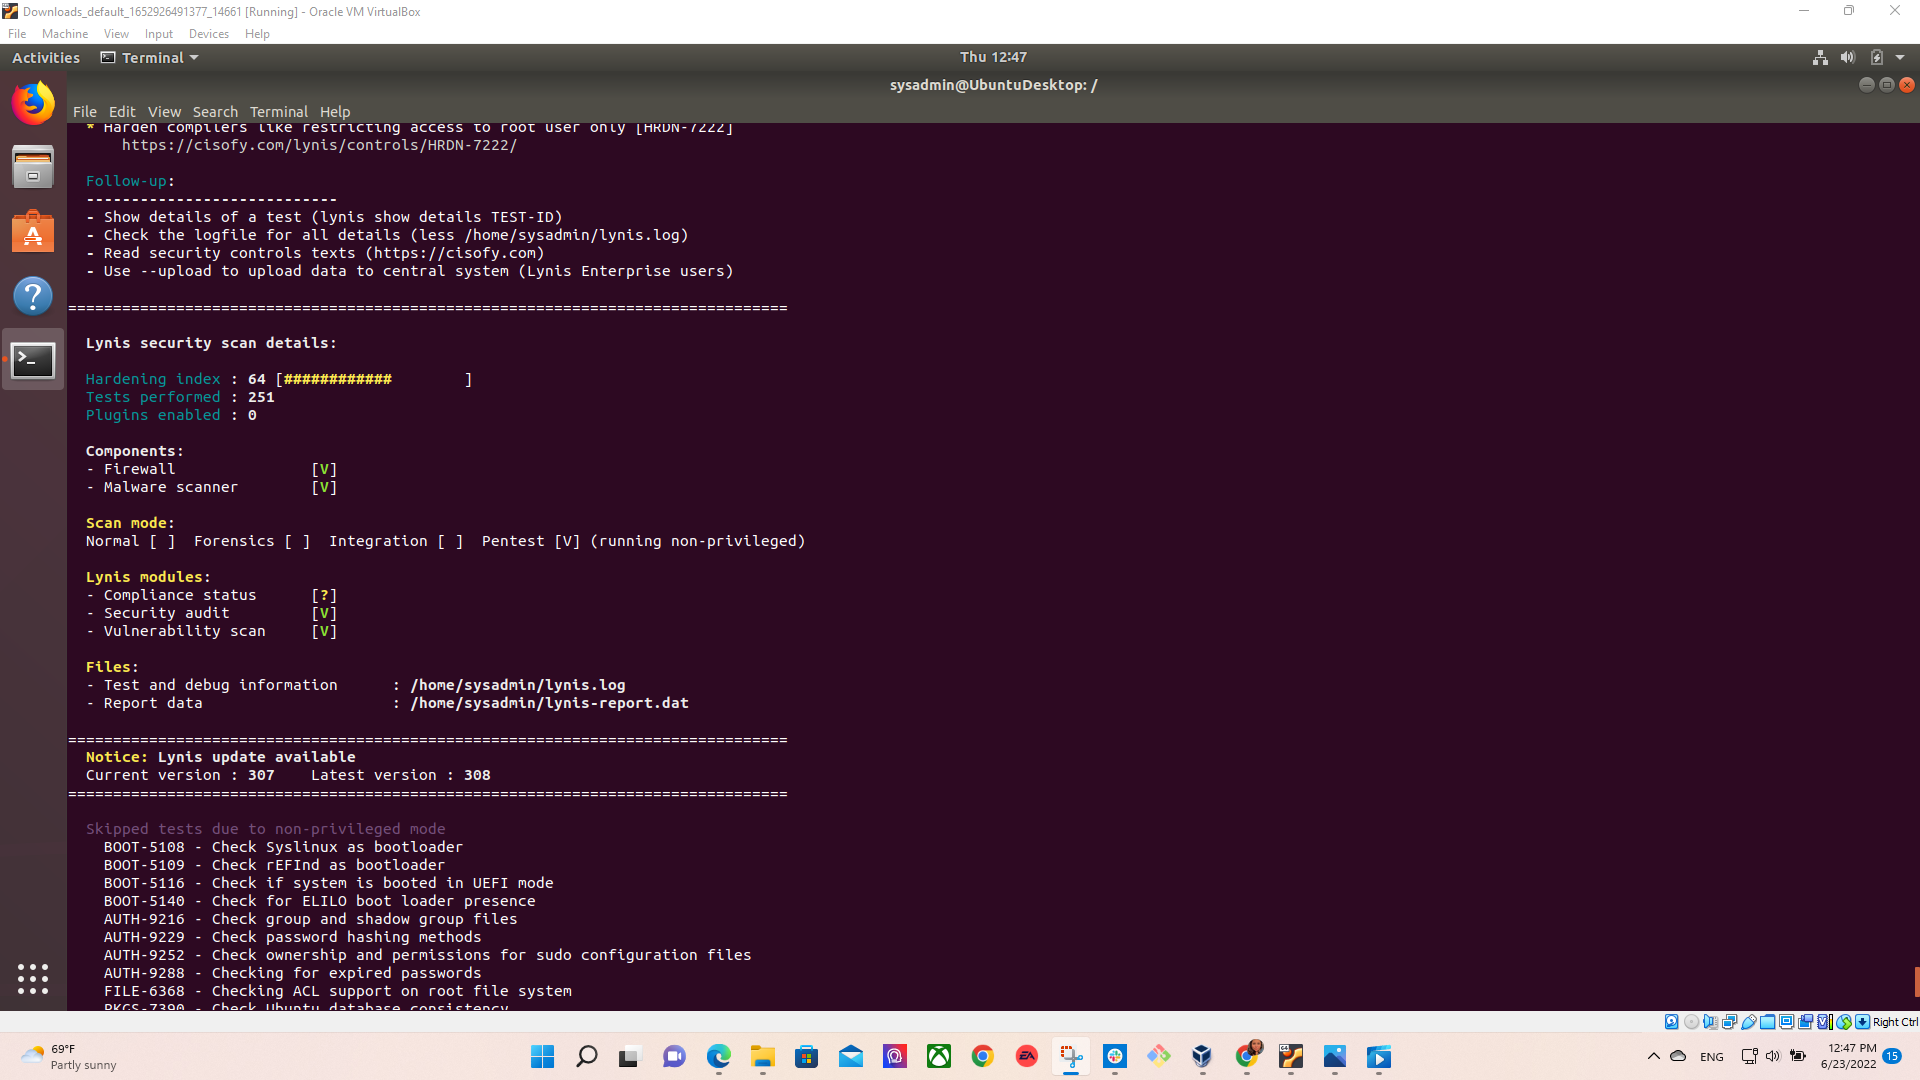 Downloads_default_1652926491377_14661 [Running] - Oracle VM VirtualBox
File Machine View Input Devices Help
Activities Terminal Thu 12:47
sysadmin@UbuntuDesktop: /
File Edit View Search Terminal Help
* Harden compilers like restricting access to root user only [HRDN-7222]
https://cisofy.com/lynis/controls/HRDN-7222/
Follow-up:
----------------------------
- Show details of a test (lynis show details TEST-ID)
- Check the logfile for all details (less /home/sysadmin/lynis.log)
- Read security controls texts (https://cisofy.com)
- Use --upload to upload data to central system (Lynis Enterprise users)
================================================================================
Lynis security scan details:
Hardening index : 64 [############        ]
Tests performed : 251
Plugins enabled : 0
Components:
- Firewall [V]
- Malware scanner [V]
Scan mode:
Normal [ ] Forensics [ ] Integration [ ] Pentest [V] (running non-privileged)
Lynis modules:
- Compliance status [?]
- Security audit [V]
- Vulnerability scan [V]
Files:
- Test and debug information : /home/sysadmin/lynis.log
- Report data : /home/sysadmin/lynis-report.dat
================================================================================
Notice: Lynis update available
Current version : 307 Latest version : 308
================================================================================
Skipped tests due to non-privileged mode
BOOT-5108 - Check Syslinux as bootloader
BOOT-5109 - Check rEFInd as bootloader
BOOT-5116 - Check if system is booted in UEFI mode
BOOT-5140 - Check for ELILO boot loader presence
AUTH-9216 - Check group and shadow group files
AUTH-9229 - Check password hashing methods
AUTH-9252 - Check ownership and permissions for sudo configuration files
AUTH-9288 - Checking for expired passwords
FILE-6368 - Checking ACL support on root file system
PKGS-7390 - Check Ubuntu database consistency
Right Ctrl
69°F
Partly sunny
EA
64
ENG
12:47 PM
6/23/2022
15